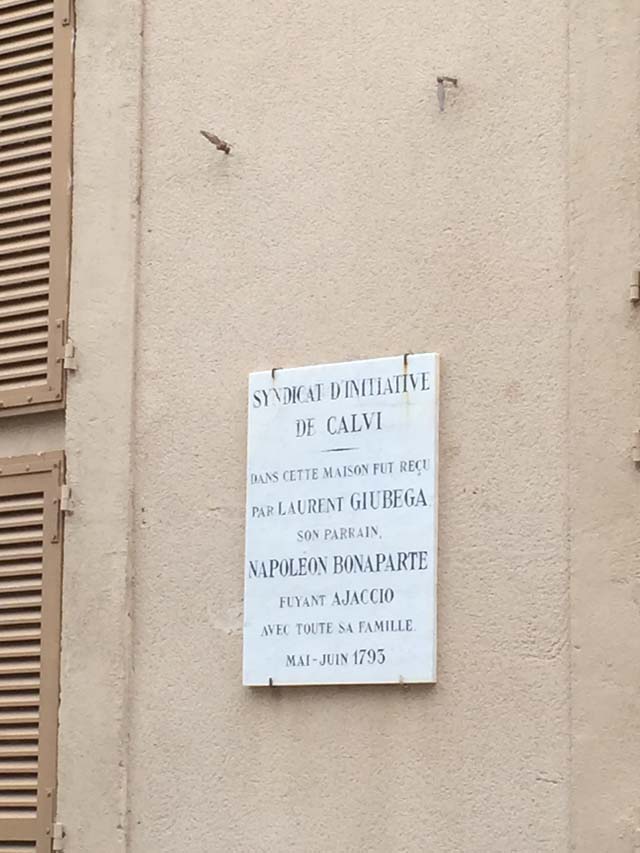 SYNDICAT D'INITIATIVE
DE CALVI
DANS CETTE MAISON FUT REÇU
PAR LAURENT GIUBEGA
SON PARRAIN,
NAPOLÉON BONAPARTE
FUYANT AJACCIO
AVEC TOUTE SA FAMILLE.
MAI-JUIN 1793